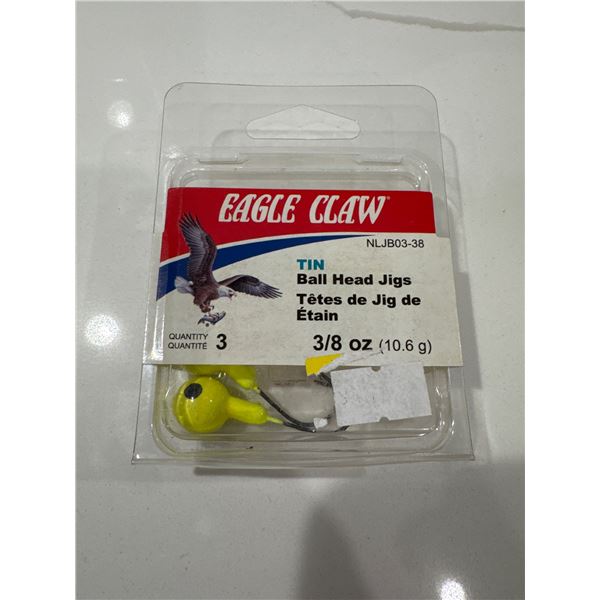 EAGLE CLAW®
NLJB03-38
TIN
Ball Head Jigs
Têtes de Jig de
Étain
QUANTITY
QUANTITÉ 3
3/8 oz (10.6 g)